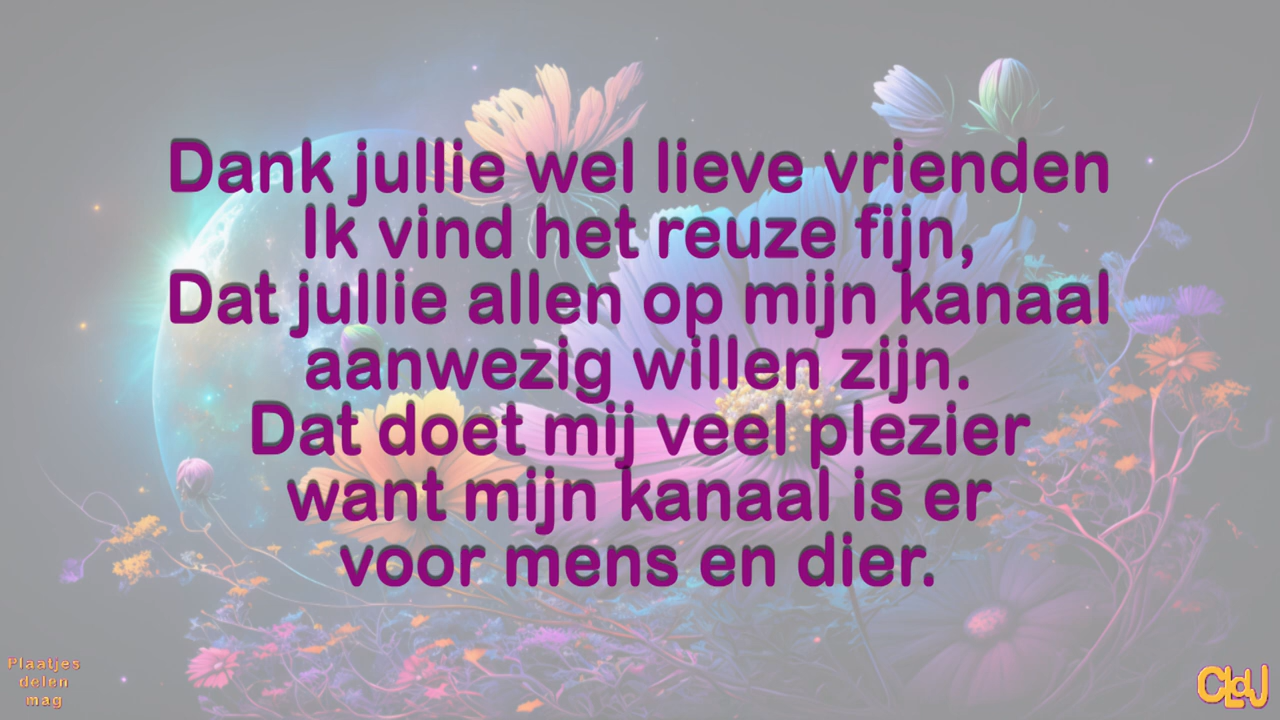 Dank jullie wel lieve vrienden
Ik vind het reuze fijn,
Dat jullie allen op mijn kanaal
aanwezig willen zijn.
Dat doet mij veel plezier
want mijn kanaal is er
voor mens en dier.
Plaatjes
delen
mag
CLdJ